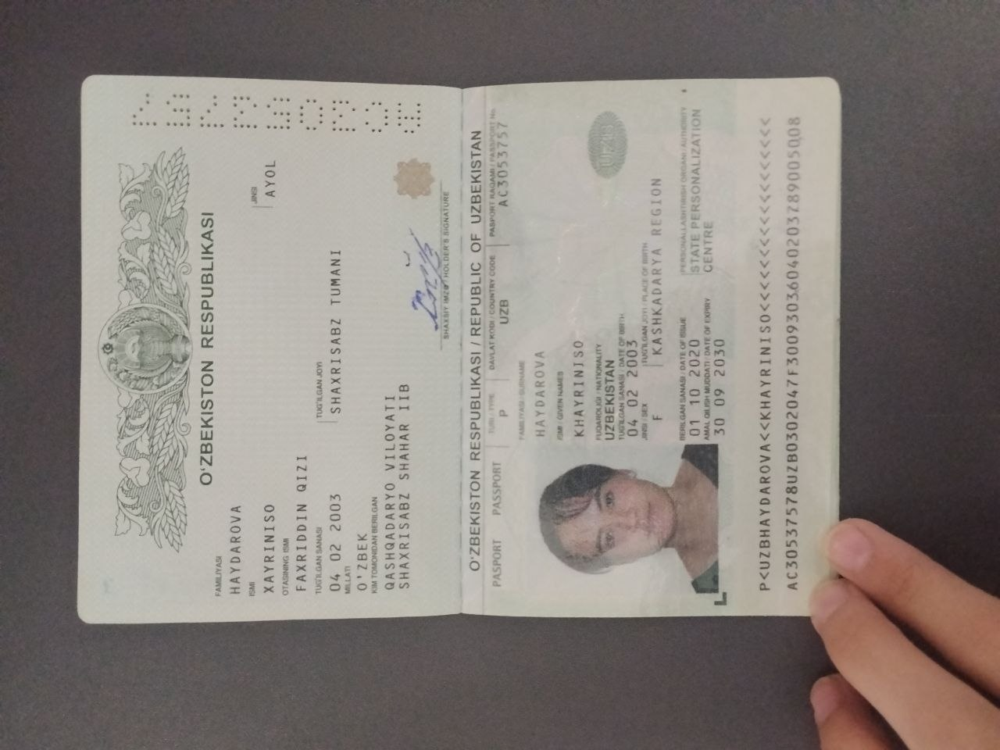 O'ZBEKISTON RESPUBLIKASI
FAMILIYASI
HAYDAROVA
ISMI
XAYRINISO
JINSI
AYOL
OTASINING ISMI
FAXRIDDIN QIZI
TUG'ILGAN SANASI
04 02 2003
TUG'ILGAN JOYI
SHAXRISABZ TUMANI
MILLATI
O'ZBEK
KIM TOMONIDAN BERILGAN
QASHQADARYO VILOYATI
SHAXRISABZ SHAHAR IIB
SHAXSIY IMZO / HOLDER'S SIGNATURE
O'ZBEKISTON RESPUBLIKASI / REPUBLIC OF UZBEKISTAN
PASPORT PASSPORT
TURI / TYPE
P
DAVLAT KODI / COUNTRY CODE
UZB
PASPORT RAQAMI / PASSPORT No
AC3053757
FAMILIYASI / SURNAME
HAYDAROVA
ISMI / GIVEN NAMES
KHAYRINISO
FUQAROLIGI / NATIONALITY
UZBEKISTAN
TUG'ILGAN SANASI / DATE OF BIRTH
04 02 2003
UZB
JINSI / SEX
F
TUG'ILGAN JOYI / PLACE OF BIRTH
KASHKADARYA REGION
BERILGAN SANASI / DATE OF ISSUE
01 10 2020
PERSONALLASHTIRISH ORGANI / AUTHORITY
STATE PERSONALIZATION
CENTRE
AMAL QILISH MUDDATI / DATE OF EXPIRY
30 09 2030
P<UZBHAYDAROVA<<KHAYRINISO<<<<<<<<<<<<<<<<<<
AC30537578UZB0302047F30093036040203789005008